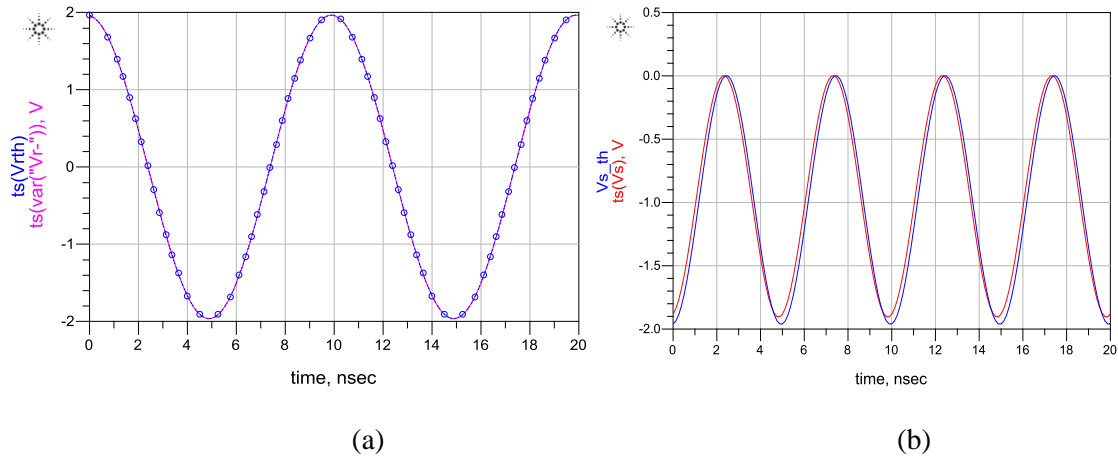 ts(Vrth)
ts(var("Vr-")), V
2
1
0
-1
-2
0 2 4 6 8 10 12 14 16 18 20
time, nsec
(a)
Vs_th
ts(Vs), V
0.5
0.0
-0.5
-1.0
-1.5
-2.0
0 2 4 6 8 10 12 14 16 18 20
time, nsec
(b)